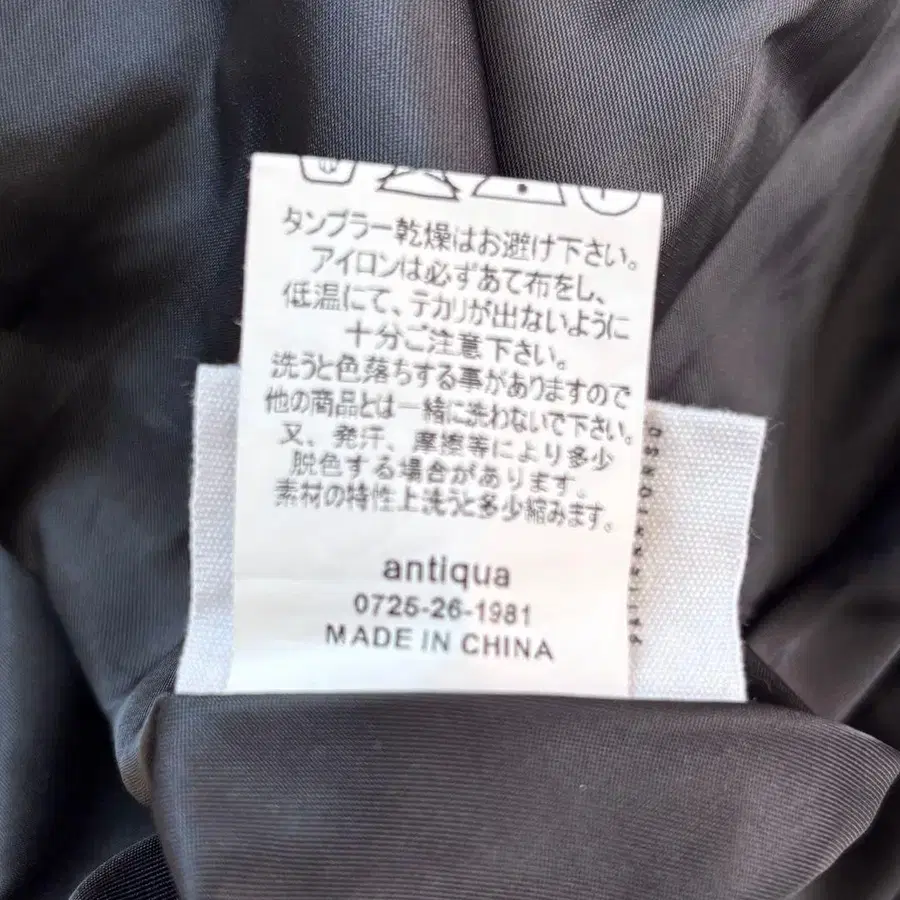 タンブラー乾燥はお避け下さい。
アイロンは必ずあて布をし、
低温にて、テカリが出ないように
十分ご注意下さい。
洗うと色落ちする事がありますので
他の商品とは一緒に洗わないで下さい。
又、発汗、摩擦等により多少
脱色する場合があります。
素材の特性上洗うと多少縮みます。
antiqua
0725-26-1981
MADE IN CHINA